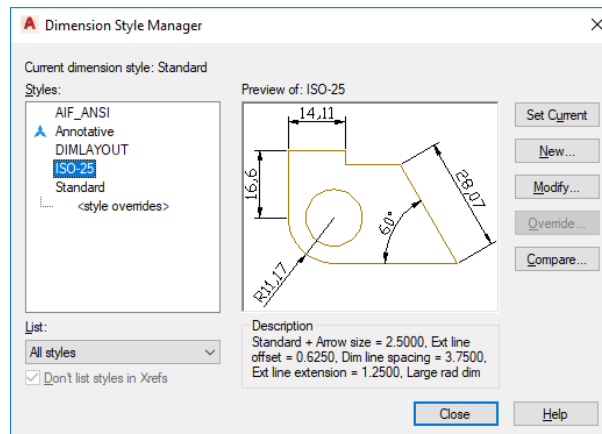 Dimension Style Manager
Current dimension style: Standard
Styles:
AIF_ANSI
Annotative
DIMLAYOUT
ISO-25
Standard
<style overrides>
List:
All styles
Don't list styles in Xrefs
Preview of: ISO-25
14,11
16,6
28,07
60°
R11,17
Description
Standard + Arrow size = 2.5000, Ext line
offset = 0.6250, Dim line spacing = 3.7500,
Ext line extension = 1.2500, Large rad dim
Set Current
New...
Modify...
Override...
Compare...
Close
Help